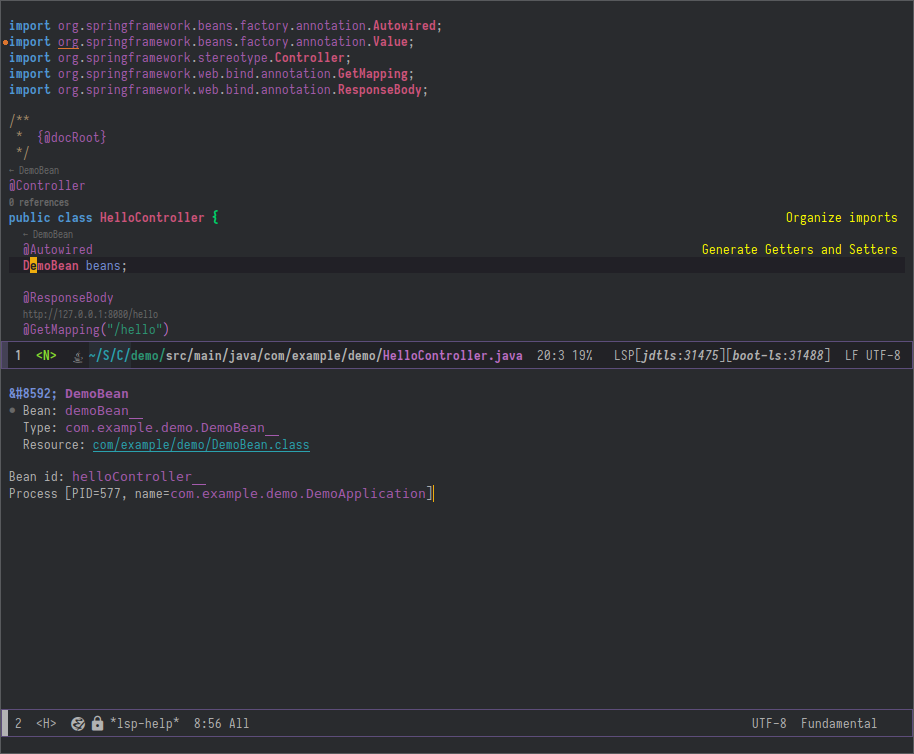 import org.springframework.beans.factory.annotation.Autowired;
import org.springframework.beans.factory.annotation.Value;
import org.springframework.stereotype.Controller;
import org.springframework.web.bind.annotation.GetMapping;
import org.springframework.web.bind.annotation.ResponseBody;
/**
*  {@docRoot}
*/
← DemoBean
@Controller
0 references
public class HelloController { Organize imports
← DemoBean
@Autowired Generate Getters and Setters
DemoBean beans;
@ResponseBody
http://127.0.0.1:8080/hello
@GetMapping("/hello")
1 <N> ~/S/C/demo/src/main/java/com/example/demo/HelloController.java 20:3 19% LSP[jdtls:31475][boot-ls:31488] LF UTF-8
&#8592; DemoBean
● Bean: demoBean__
Type: com.example.demo.DemoBean__
Resource: com/example/demo/DemoBean.class
Bean id: helloController__
Process [PID=577, name=com.example.demo.DemoApplication]
2 <H> *lsp-help* 8:56 All UTF-8 Fundamental